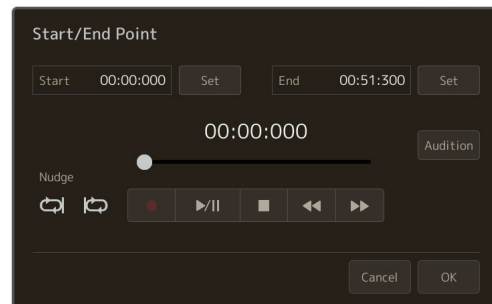 Start/End Point
Start 00:00:000 Set End 00:51:300 Set
00:00:000
Audition
Nudge
Cancel OK